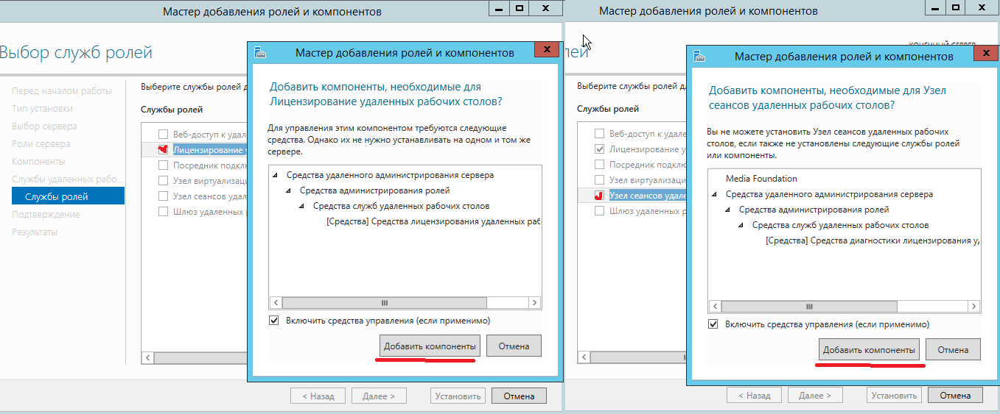 Мастер добавления ролей и компонентов
Выбор служб ролей
Перед началом работы
Тип установки
Выбор сервера
Роли сервера
Компоненты
Службы удаленных рабо...
Службы ролей
Подтверждение
Результаты
Выберите службы ролей д
Службы ролей
Веб-доступ к удале
Лицензирование у
Посредник подклю
Узел виртуализаци
Узел сеансов удал
Шлюз удаленных р
< Назад
Далее >
Установить
Отмена
Мастер добавления ролей и компонентов
Добавить компоненты, необходимые для
Лицензирование удаленных рабочих столов?
Для управления этим компонентом требуются следующие
средства. Однако их не нужно устанавливать на одном и том же
сервере.
Средства удаленного администрирования сервера
Средства администрирования ролей
Средства служб удаленных рабочих столов
[Средства] Средства лицензирования удаленных раб
Включить средства управления (если применимо)
Добавить компоненты
Отмена
Мастер добавления ролей и компонентов
лей
КОНЕЧНЫЙ СЕРВЕР
Выберите службы ролей дл
Службы ролей
Веб-доступ к удале
Лицензирование у
Посредник подклю
Узел виртуализаци
Узел сеансов удале
Шлюз удаленных р
< Назад
Далее >
Установить
Отмена
Мастер добавления ролей и компонентов
Добавить компоненты, необходимые для Узел
сеансов удаленных рабочих столов?
Вы не можете установить Узел сеансов удаленных рабочих
столов, если также не установлены следующие службы ролей
или компоненты.
Media Foundation
Средства удаленного администрирования сервера
Средства администрирования ролей
Средства служб удаленных рабочих столов
[Средства] Средства диагностики лицензирования уд
Включить средства управления (если применимо)
Добавить компоненты
Отмена